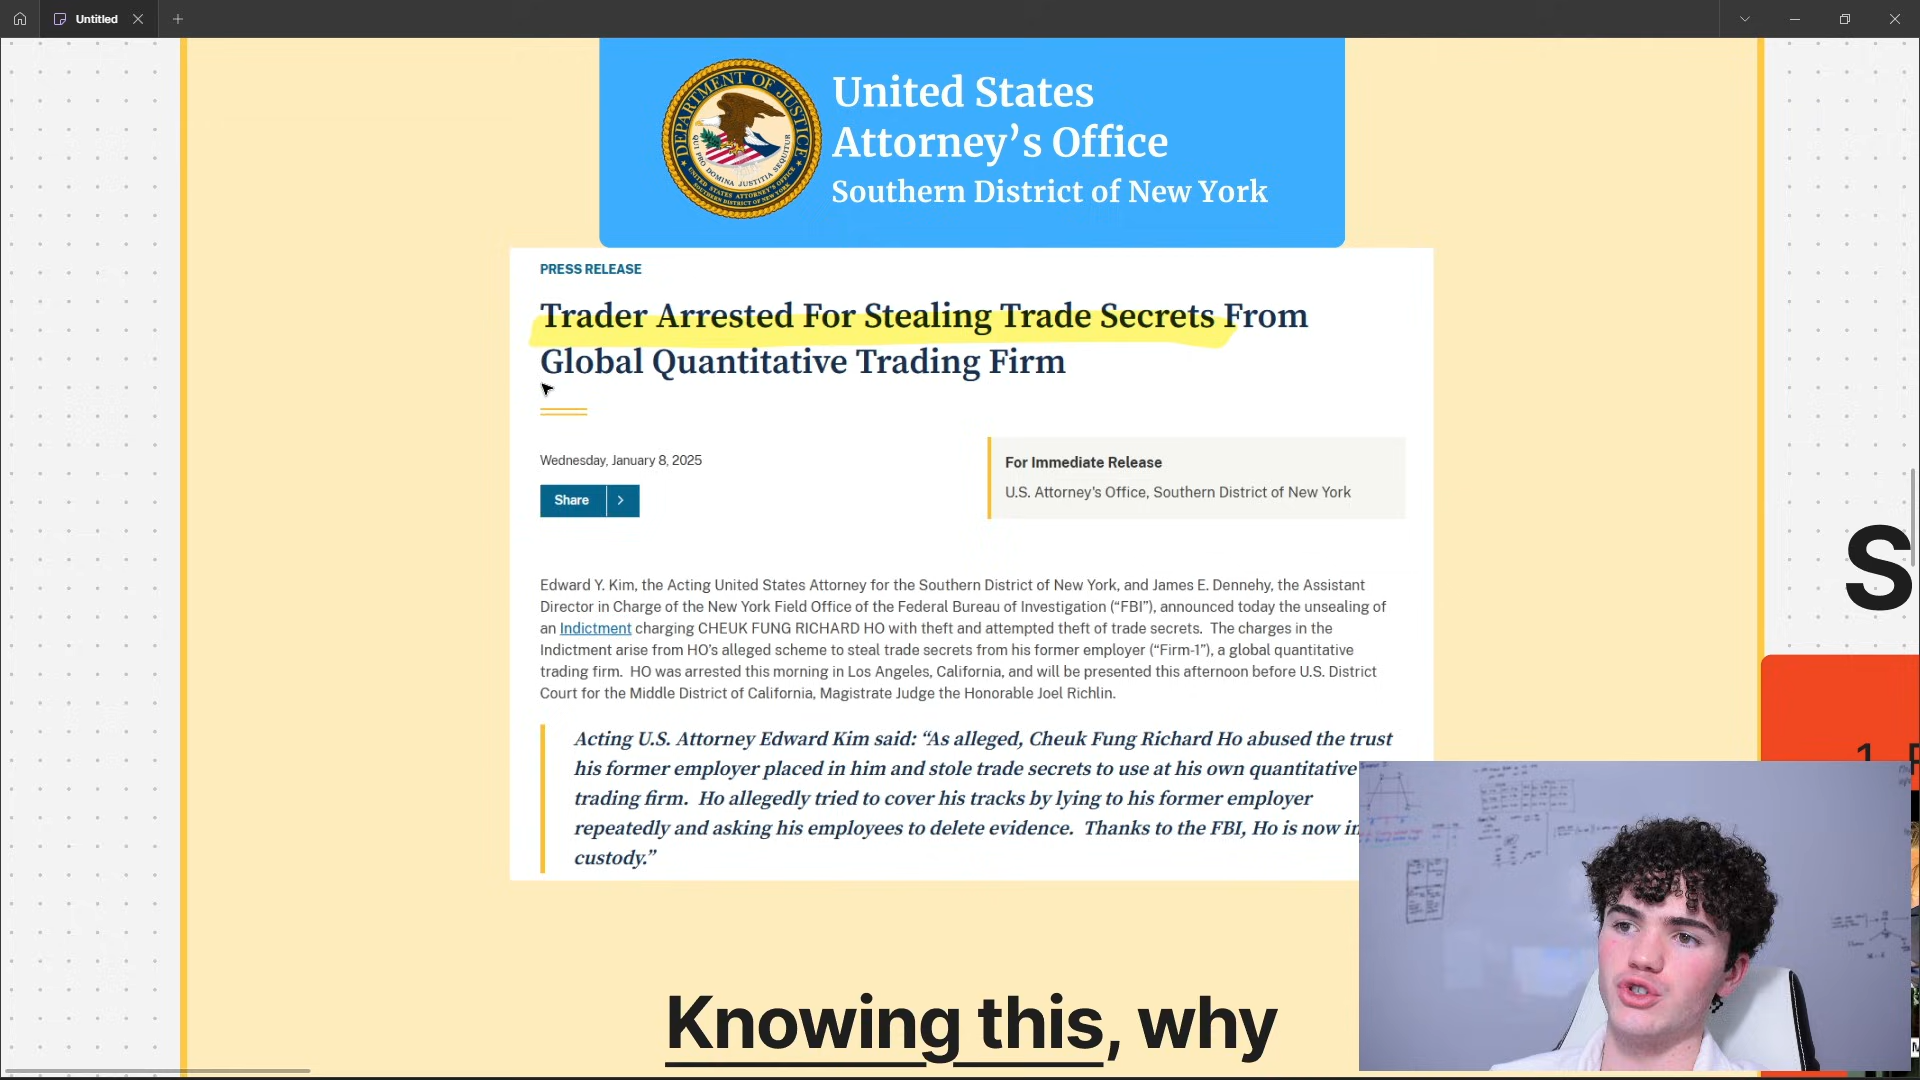 Untitled
DEPARTMENT OF JUSTICE
QUI PRO DOMINA JUSTITIA SEQUITUR
United States
Attorney’s Office
Southern District of New York
PRESS RELEASE
Trader Arrested For Stealing Trade Secrets From
Global Quantitative Trading Firm
Wednesday, January 8, 2025
Share
For Immediate Release
U.S. Attorney's Office, Southern District of New York
Edward Y. Kim, the Acting United States Attorney for the Southern District of New York, and James E. Dennehy, the Assistant
Director in Charge of the New York Field Office of the Federal Bureau of Investigation (“FBI”), announced today the unsealing of
an Indictment charging CHEUK FUNG RICHARD HO with theft and attempted theft of trade secrets.  The charges in the
Indictment arise from HO’s alleged scheme to steal trade secrets from his former employer (“Firm-1”), a global quantitative
trading firm.  HO was arrested this morning in Los Angeles, California, and will be presented this afternoon before U.S. District
Court for the Middle District of California, Magistrate Judge the Honorable Joel Richlin.
Acting U.S. Attorney Edward Kim said: “As alleged, Cheuk Fung Richard Ho abused the trust
his former employer placed in him and stole trade secrets to use at his own quantitative
trading firm.  Ho allegedly tried to cover his tracks by lying to his former employer
repeatedly and asking his employees to delete evidence.  Thanks to the FBI, Ho is now in
custody.”
Knowing this, why
S
1